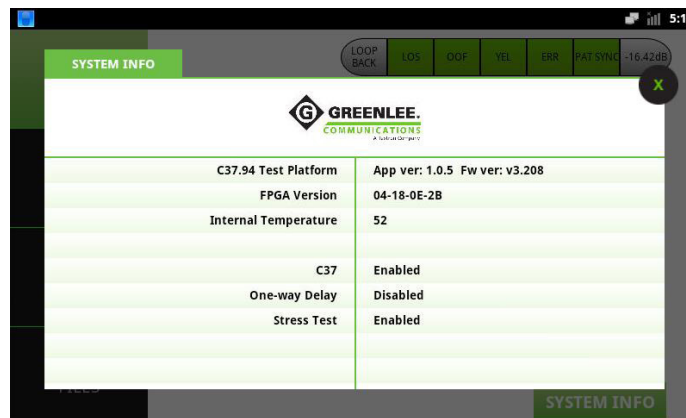 5:1
LOOP BACK LOS OOF YEL ERR PAT SYNC -16.42dB
SYSTEM INFO
X
G GREENLEE.
COMMUNICATIONS
A Textron Company
C37.94 Test Platform App ver: 1.0.5 Fw ver: v3.208
FPGA Version 04-18-0E-2B
Internal Temperature 52
C37 Enabled
One-way Delay Disabled
Stress Test Enabled
SYSTEM INFO